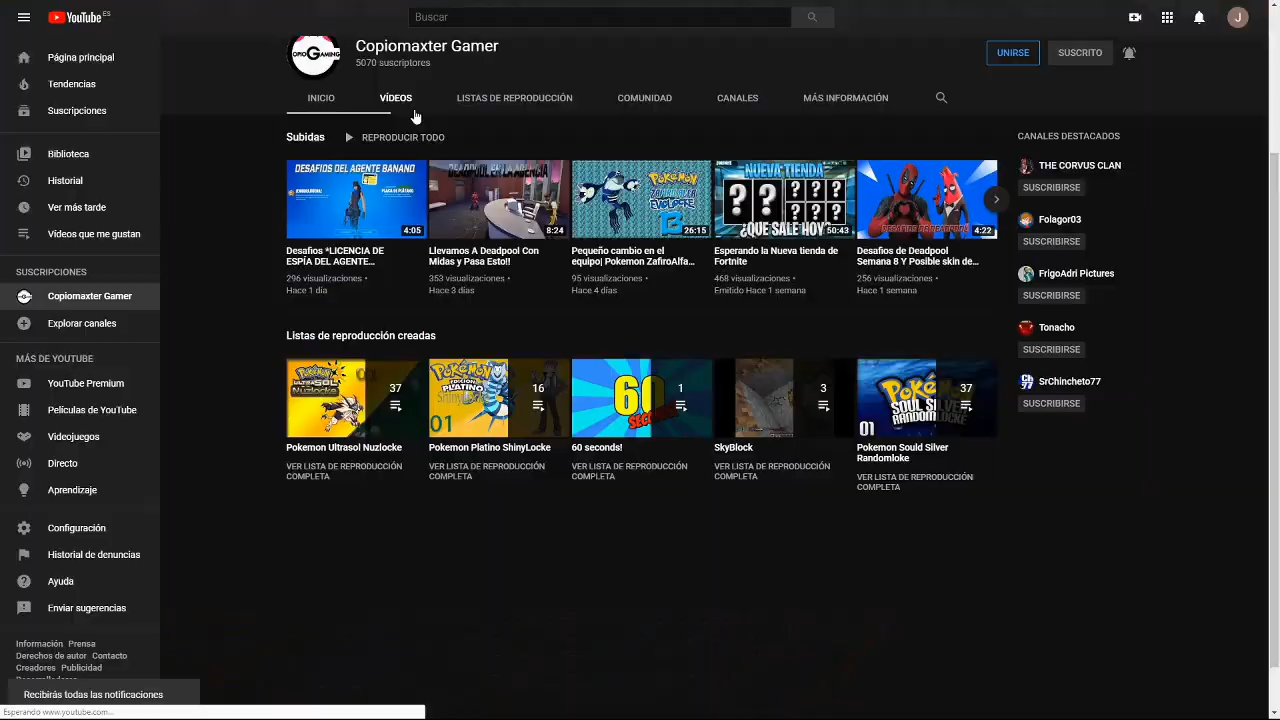 YouTube ES
Buscar
J
Página principal
Tendencias
Suscripciones
Biblioteca
Historial
Ver más tarde
Vídeos que me gustan
SUSCRIPCIONES
Copiomaxter Gamer
Explorar canales
MÁS DE YOUTUBE
YouTube Premium
Películas de YouTube
Videojuegos
Directo
Aprendizaje
Configuración
Historial de denuncias
Ayuda
Enviar sugerencias
Información Prensa
Derechos de autor Contacto
Creadores Publicidad
Recibirás todas las notificaciones
Esperando www.youtube.com...
Copiomaxter Gamer
5070 suscriptores
UNIRSE
SUSCRITO
INICIO
VÍDEOS
LISTAS DE REPRODUCCIÓN
COMUNIDAD
CANALES
MÁS INFORMACIÓN
Subidas
REPRODUCIR TODO
DESAFIOS DEL AGENTE BANANO
4:05
Desafios *LICENCIA DE
ESPÍA DEL AGENTE...
296 visualizaciones •
Hace 1 día
DEADPOOL EN LA AGENCIA
8:24
Llevamos A Deadpool Con
Midas y Pasa Esto!!
353 visualizaciones •
Hace 3 días
26:15
Pequeño cambio en el
equipo| Pokemon ZafiroAlfa...
95 visualizaciones •
Hace 4 días
NUEVA TIENDA
¿QUE SALE HOY
50:43
Esperando la Nueva tienda de
Fortnite
468 visualizaciones •
Emitido Hace 1 semana
DESAFIOS DE DEADPOOL
4:22
Desafios de Deadpool
Semana 8 Y Posible skin de...
256 visualizaciones •
Hace 1 semana
Listas de reproducción creadas
37
Pokemon Ultrasol Nuzlocke
VER LISTA DE REPRODUCCIÓN
COMPLETA
01
16
Pokemon Platino ShinyLocke
VER LISTA DE REPRODUCCIÓN
COMPLETA
60
1
60 seconds!
VER LISTA DE REPRODUCCIÓN
COMPLETA
3
SkyBlock
VER LISTA DE REPRODUCCIÓN
COMPLETA
01
37
Pokemon Sould Silver
Randomloke
VER LISTA DE REPRODUCCIÓN
COMPLETA
CANALES DESTACADOS
THE CORVUS CLAN
SUSCRIBIRSE
Folagor03
SUSCRIBIRSE
FrigoAdri Pictures
SUSCRIBIRSE
Tonacho
SUSCRIBIRSE
SrChincheto77
SUSCRIBIRSE